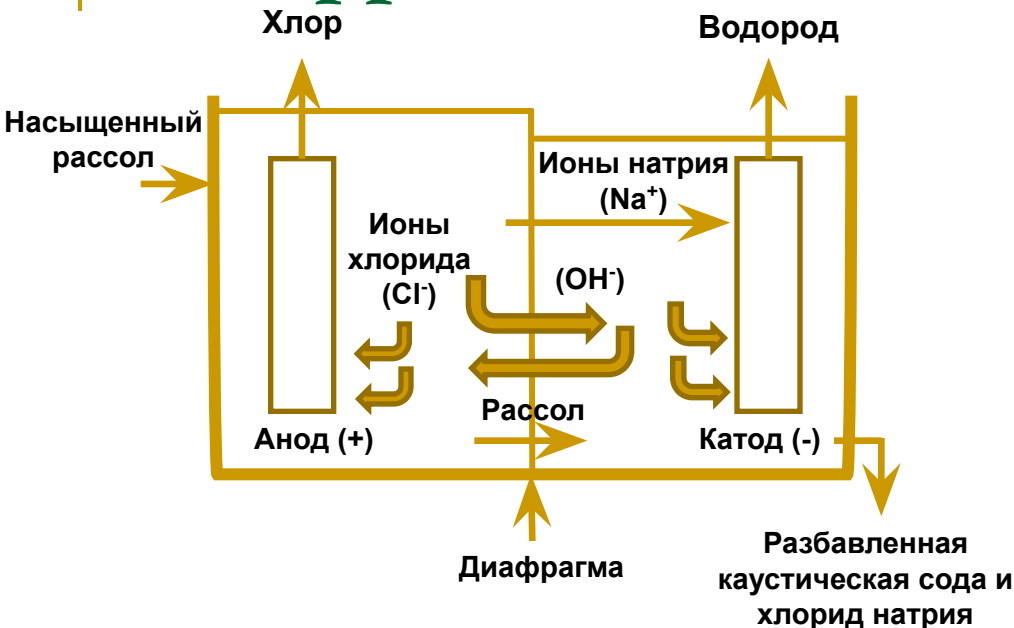 Хлор
Водород
Насыщенный
рассол
Ионы натрия
(Na⁺)
Ионы
хлорида
(Cl⁻)
(OH⁻)
Рассол
Анод (+)
Катод (-)
Диафрагма
Разбавленная
каустическая сода и
хлорид натрия